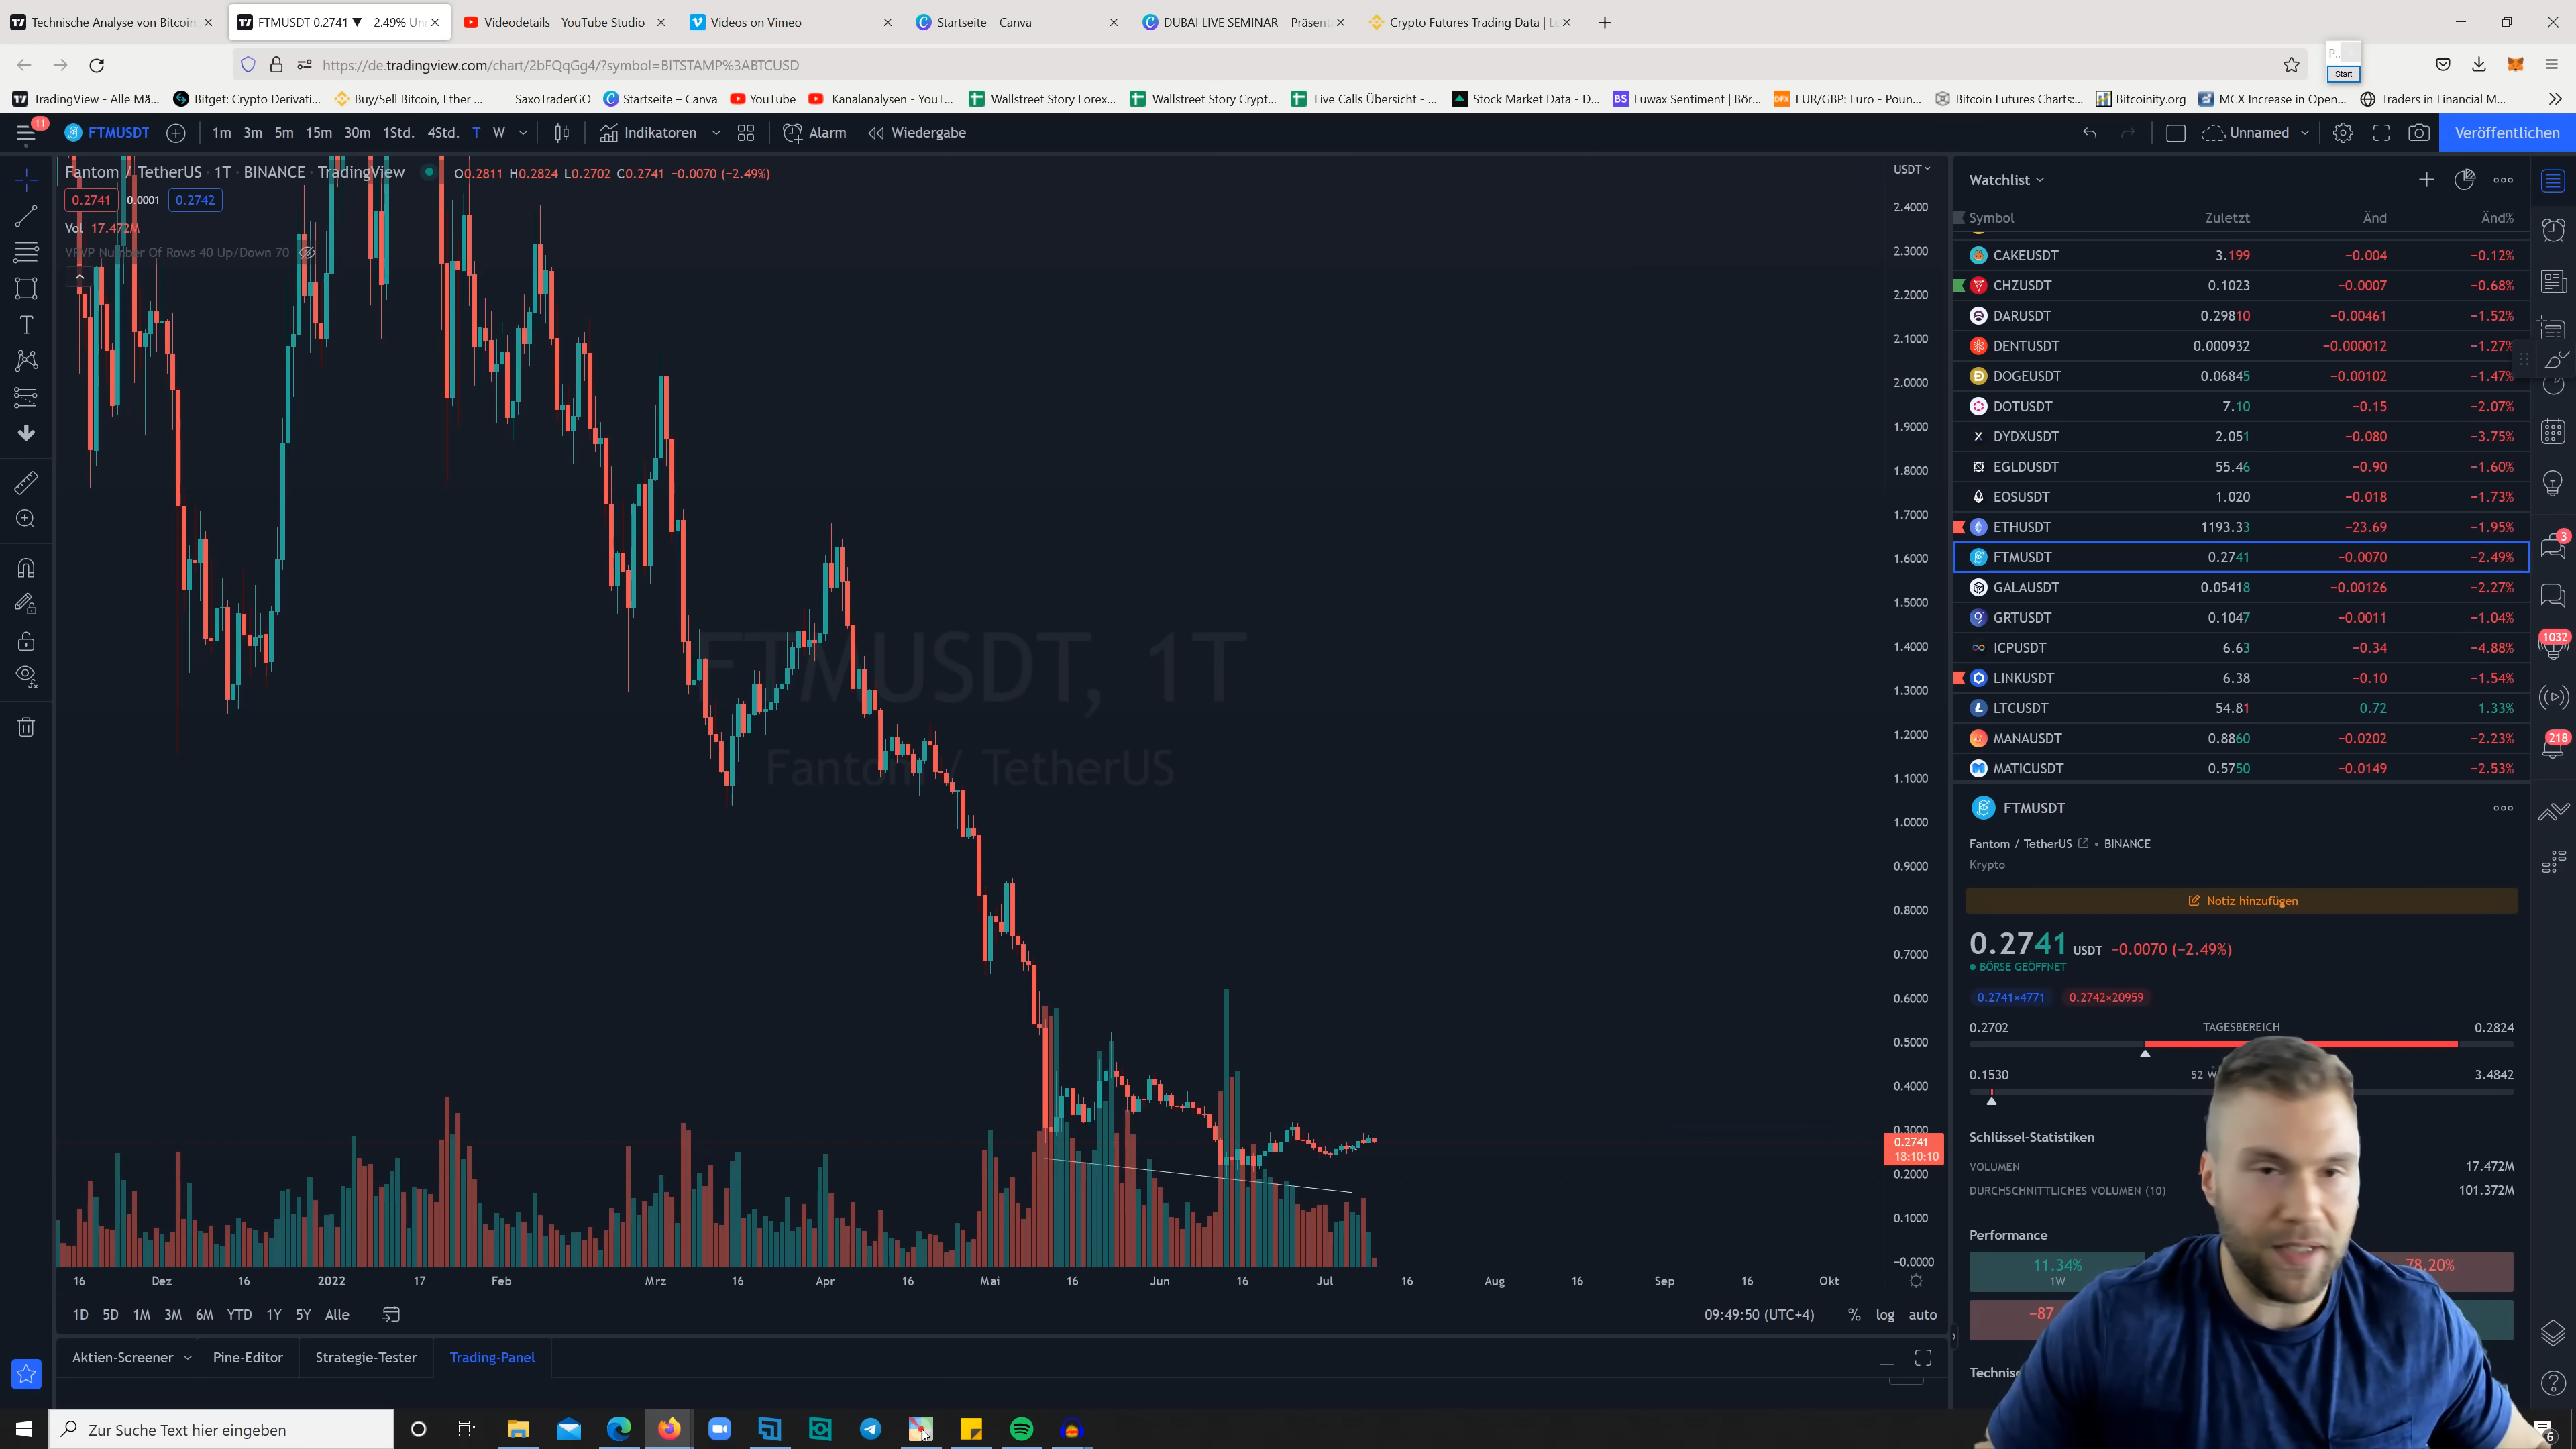 Technische Analyse von Bitcoin
FTMUSDT 0.2741 ▼ −2.49% Un
Videodetails - YouTube Studio
Videos on Vimeo
Startseite – Canva
DUBAI LIVE SEMINAR – Präsent
Crypto Futures Trading Data | L
https://de.tradingview.com/chart/2bFQqGg4/?symbol=BITSTAMP%3ABTCUSD
Start
TradingView - Alle Mä...
Bitget: Crypto Derivati...
Buy/Sell Bitcoin, Ether ...
SaxoTraderGO
Startseite – Canva
YouTube
Kanalanalysen - YouT...
Wallstreet Story Forex...
Wallstreet Story Crypt...
Live Calls Übersicht - ...
Stock Market Data - D...
Euwax Sentiment | Bör...
EUR/GBP: Euro - Poun...
Bitcoin Futures Charts:...
Bitcoinity.org
MCX Increase in Open...
Traders in Financial M...
11
FTMUSDT
1m 3m 5m 15m 30m 1Std. 4Std. T W
Indikatoren
Alarm
Wiedergabe
Unnamed
Veröffentlichen
Fantom / TetherUS · 1T · BINANCE · TradingView
O0.2811 H0.2824 L0.2702 C0.2741 −0.0070 (−2.49%)
0.2741 0.0001 0.2742
Vol 17.472M
VPVP Number Of Rows 40 Up/Down 70
FTMUSDT, 1T
Fantom / TetherUS
USDT
2.4000
2.3000
2.2000
2.1000
2.0000
1.9000
1.8000
1.7000
1.6000
1.5000
1.4000
1.3000
1.2000
1.1000
1.0000
0.9000
0.8000
0.7000
0.6000
0.5000
0.4000
0.3000
0.2741
18:10:10
0.2000
0.1000
−0.0000
16 Dez 16 2022 17 Feb Mrz 16 Apr 16 Mai 16 Jun 16 Jul 16 Aug 16 Sep 16 Okt
1D 5D 1M 3M 6M YTD 1Y 5Y Alle
09:49:50 (UTC+4) % log auto
Aktien-Screener Pine-Editor Strategie-Tester Trading-Panel
Watchlist
Symbol Zuletzt Änd Änd%
CAKEUSDT 3.199 −0.004 −0.12%
CHZUSDT 0.1023 −0.0007 −0.68%
DARUSDT 0.29810 −0.00461 −1.52%
DENTUSDT 0.000932 −0.000012 −1.27%
DOGEUSDT 0.06845 −0.00102 −1.47%
DOTUSDT 7.10 −0.15 −2.07%
DYDXUSDT 2.051 −0.080 −3.75%
EGLDUSDT 55.46 −0.90 −1.60%
EOSUSDT 1.020 −0.018 −1.73%
ETHUSDT 1193.33 −23.69 −1.95%
FTMUSDT 0.2741 −0.0070 −2.49%
GALAUSDT 0.05418 −0.00126 −2.27%
GRTUSDT 0.1047 −0.0011 −1.04%
ICPUSDT 6.63 −0.34 −4.88%
LINKUSDT 6.38 −0.10 −1.54%
LTCUSDT 54.81 0.72 1.33%
MANAUSDT 0.8860 −0.0202 −2.23%
MATICUSDT 0.5750 −0.0149 −2.53%
3
1032
218
FTMUSDT
Fantom / TetherUS • BINANCE
Krypto
Notiz hinzufügen
0.2741 USDT −0.0070 (−2.49%)
BÖRSE GEÖFFNET
0.2741×4771 0.2742×20959
0.2702 TAGESBEREICH 0.2824
0.1530 52 W 3.4842
Schlüssel-Statistiken
VOLUMEN 17.472M
DURCHSCHNITTLICHES VOLUMEN (10) 101.372M
Performance
11.34%
1W
78.20%
−87
Technis
Zur Suche Text hier eingeben
6